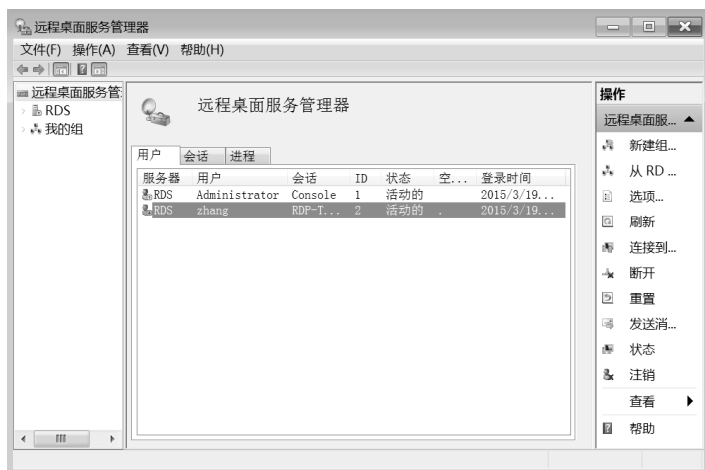 远程桌面服务管理器
文件(F) 操作(A) 查看(V) 帮助(H)
远程桌面服务管
RDS
我的组
远程桌面服务管理器
用户 会话 进程
服务器 用户 会话 ID 状态 空... 登录时间
RDS Administrator Console 1 活动的 2015/3/19...
RDS zhang RDP-T... 2 活动的 . 2015/3/19...
操作
远程桌面服...
新建组...
从 RD ...
选项...
刷新
连接到...
断开
重置
发送消...
状态
注销
查看
帮助